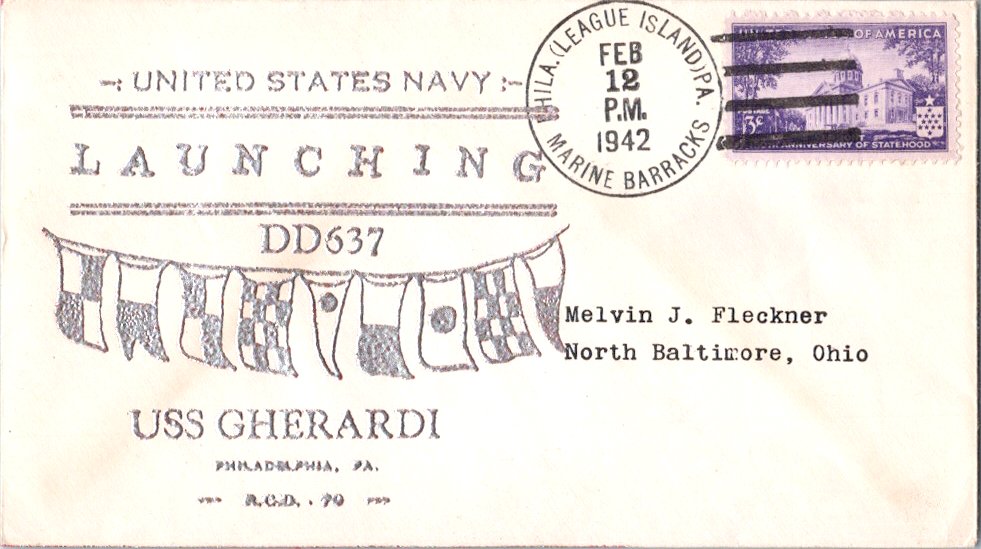 -: UNITED STATES NAVY :-
LAUNCHING
DD637
USS GHERARDI
PHILADELPHIA, PA.
R.C.D. . 70
PHILA.(LEAGUE ISLAND)PA.
FEB
12
P.M.
1942
MARINE BARRACKS
OF AMERICA
3¢
ANNIVERSARY OF STATEHOOD
Melvin J. Fleckner
North Baltimore, Ohio